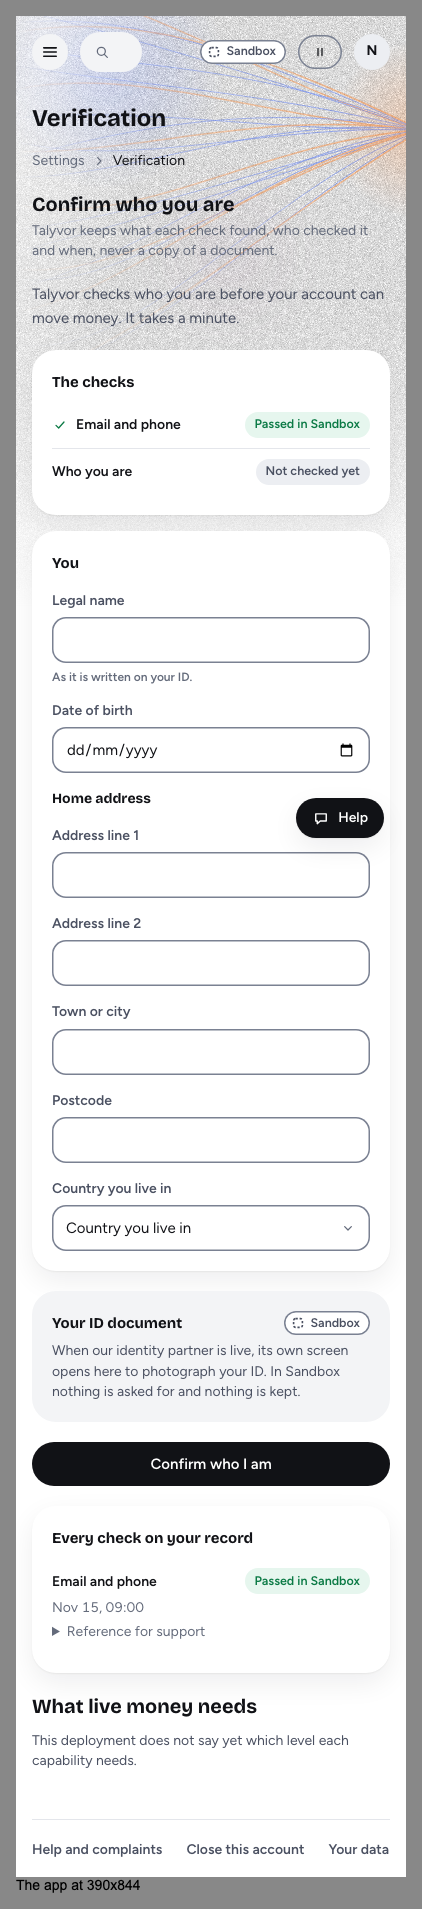 Sandbox
N
Verification
Settings > Verification
Confirm who you are
Talyvor keeps what each check found, who checked it
and when, never a copy of a document.
Talyvor checks who you are before your account can
move money. It takes a minute.
The checks
Email and phone
Passed in Sandbox
Who you are
Not checked yet
You
Legal name
As it is written on your ID.
Date of birth
dd/mm/yyyy
Home address
Help
Address line 1
Address line 2
Town or city
Postcode
Country you live in
Country you live in
Your ID document
Sandbox
When our identity partner is live, its own screen
opens here to photograph your ID. In Sandbox
nothing is asked for and nothing is kept.
Confirm who I am
Every check on your record
Email and phone
Passed in Sandbox
Nov 15, 09:00
Reference for support
What live money needs
This deployment does not say yet which level each
capability needs.
Help and complaints
Close this account
Your data
The app at 390x844